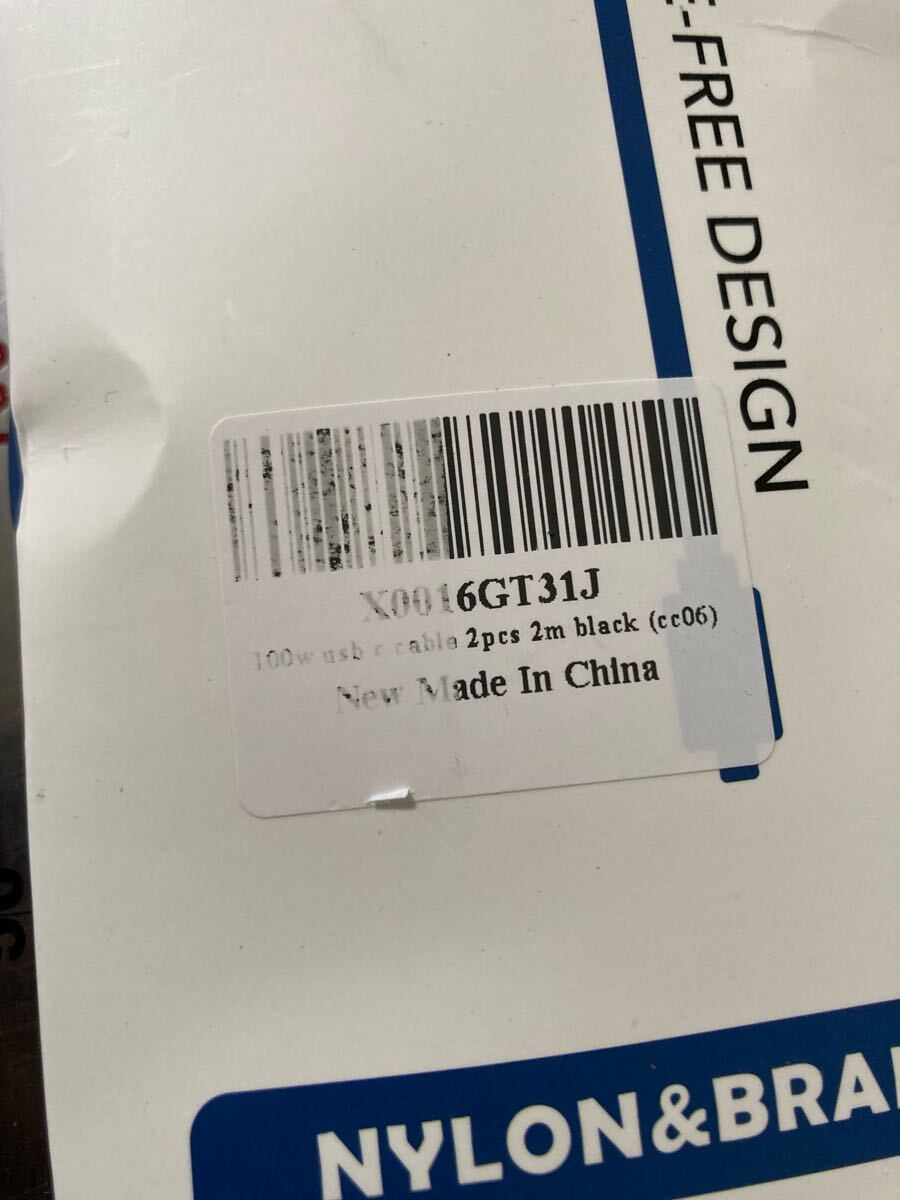 E-FREE DESIGN
X0016GT31J
100w usb c cable 2pcs 2m black (cc06)
New Made In China
NYLON&BRA